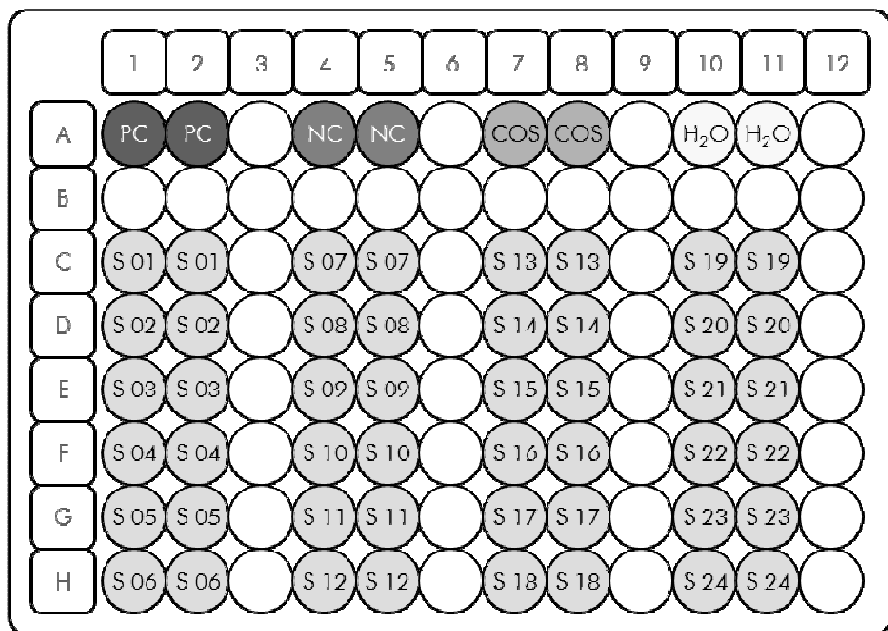 1 2 3 4 5 6 7 8 9 10 11 12
A PC PC NC NC COS COS H₂O H₂O
B
C S 01 S 01 S 07 S 07 S 13 S 13 S 19 S 19
D S 02 S 02 S 08 S 08 S 14 S 14 S 20 S 20
E S 03 S 03 S 09 S 09 S 15 S 15 S 21 S 21
F S 04 S 04 S 10 S 10 S 16 S 16 S 22 S 22
G S 05 S 05 S 11 S 11 S 17 S 17 S 23 S 23
H S 06 S 06 S 12 S 12 S 18 S 18 S 24 S 24